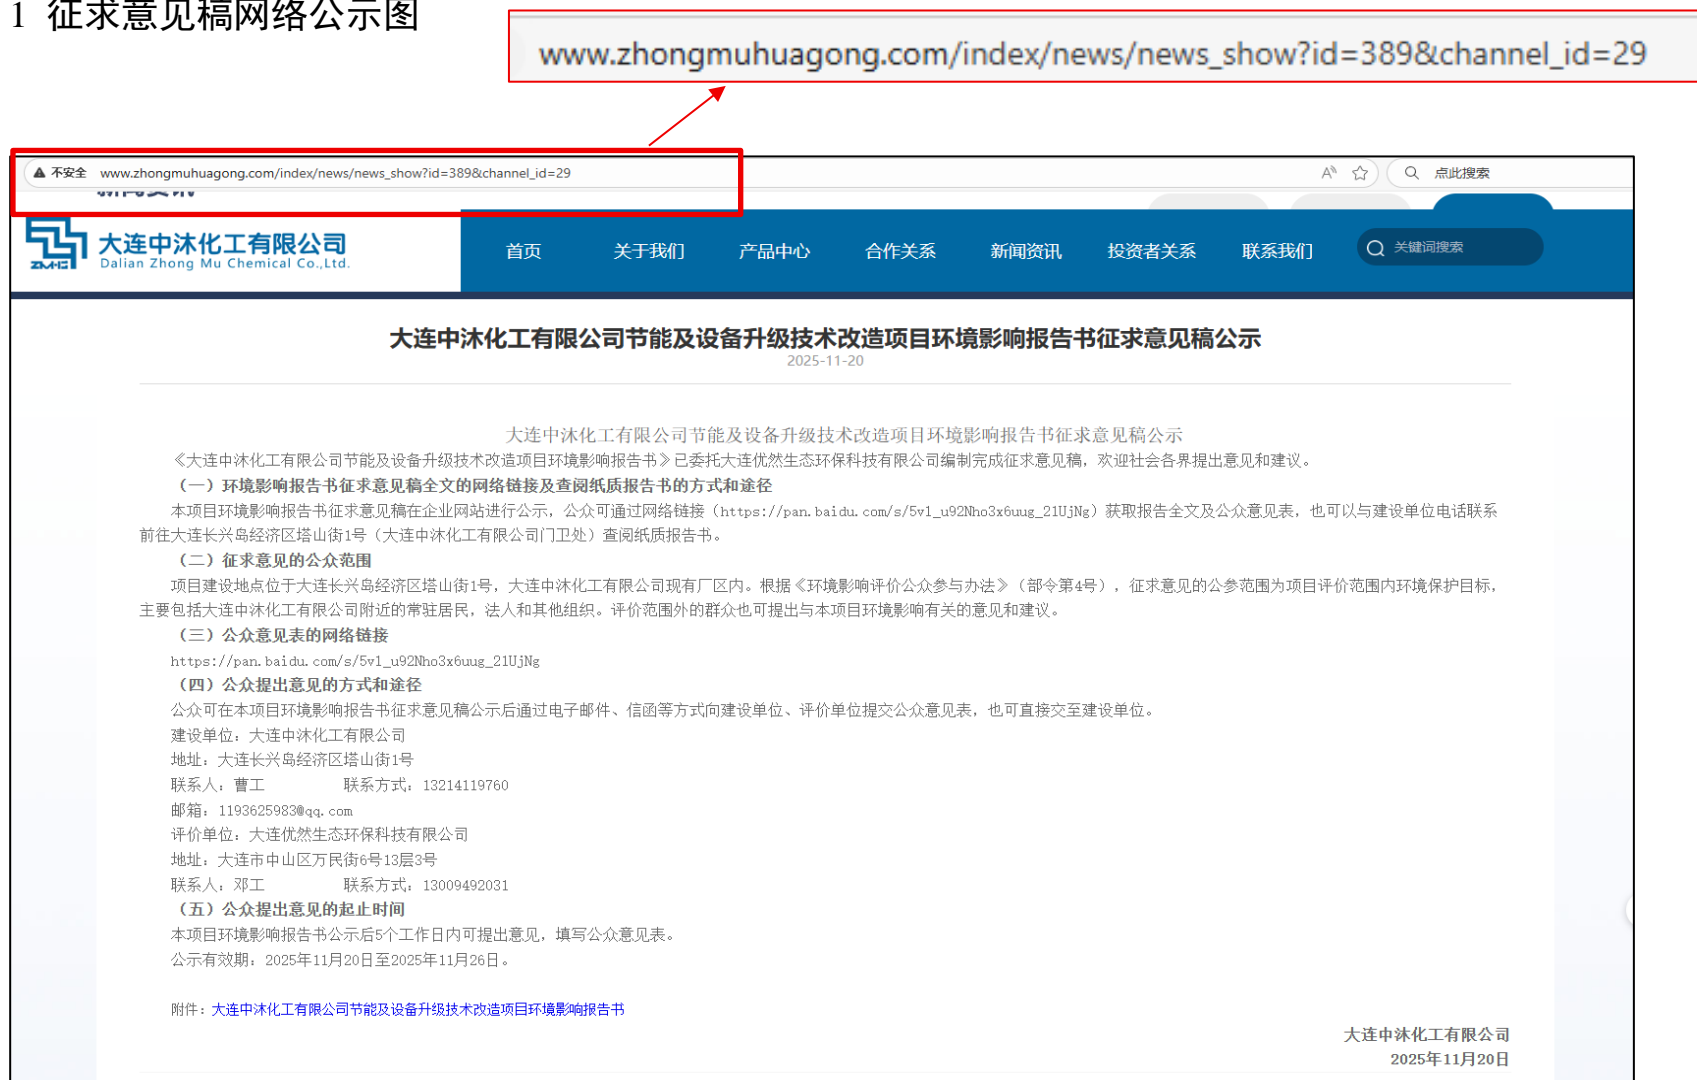 1 征求意见稿网络公示图
www.zhongmuhuagong.com/index/news/news_show?id=389&channel_id=29
不安全 www.zhongmuhuagong.com/index/news/news_show?id=389&channel_id=29 点此搜索
新闻资讯
ZMHG 大连中沐化工有限公司
Dalian Zhong Mu Chemical Co.,Ltd.
首页 关于我们 产品中心 合作关系 新闻资讯 投资者关系 联系我们 关键词搜索
大连中沐化工有限公司节能及设备升级技术改造项目环境影响报告书征求意见稿公示
2025-11-20
大连中沐化工有限公司节能及设备升级技术改造项目环境影响报告书征求意见稿公示
《大连中沐化工有限公司节能及设备升级技术改造项目环境影响报告书》已委托大连优然生态环保科技有限公司编制完成征求意见稿，欢迎社会各界提出意见和建议。
（一）环境影响报告书征求意见稿全文的网络链接及查阅纸质报告书的方式和途径
本项目环境影响报告书征求意见稿在企业网站进行公示，公众可通过网络链接（https://pan.baidu.com/s/5v1_u92Nho3x6uug_21UjNg）获取报告全文及公众意见表，也可以与建设单位电话联系
前往大连长兴岛经济区塔山街1号（大连中沐化工有限公司门卫处）查阅纸质报告书。
（二）征求意见的公众范围
项目建设地点位于大连长兴岛经济区塔山街1号，大连中沐化工有限公司现有厂区内。根据《环境影响评价公众参与办法》（部令第4号），征求意见的公参范围为项目评价范围内环境保护目标，
主要包括大连中沐化工有限公司附近的常驻居民，法人和其他组织。评价范围外的群众也可提出与本项目环境影响有关的意见和建议。
（三）公众意见表的网络链接
https://pan.baidu.com/s/5v1_u92Nho3x6uug_21UjNg
（四）公众提出意见的方式和途径
公众可在本项目环境影响报告书征求意见稿公示后通过电子邮件、信函等方式向建设单位、评价单位提交公众意见表，也可直接交至建设单位。
建设单位：大连中沐化工有限公司
地址：大连长兴岛经济区塔山街1号
联系人：曹工 联系方式：13214119760
邮箱：1193625983@qq.com
评价单位：大连优然生态环保科技有限公司
地址：大连市中山区万民街6号13层3号
联系人：邓工 联系方式：13009492031
（五）公众提出意见的起止时间
本项目环境影响报告书公示后5个工作日内可提出意见，填写公众意见表。
公示有效期：2025年11月20日至2025年11月26日。
附件：大连中沐化工有限公司节能及设备升级技术改造项目环境影响报告书
大连中沐化工有限公司
2025年11月20日